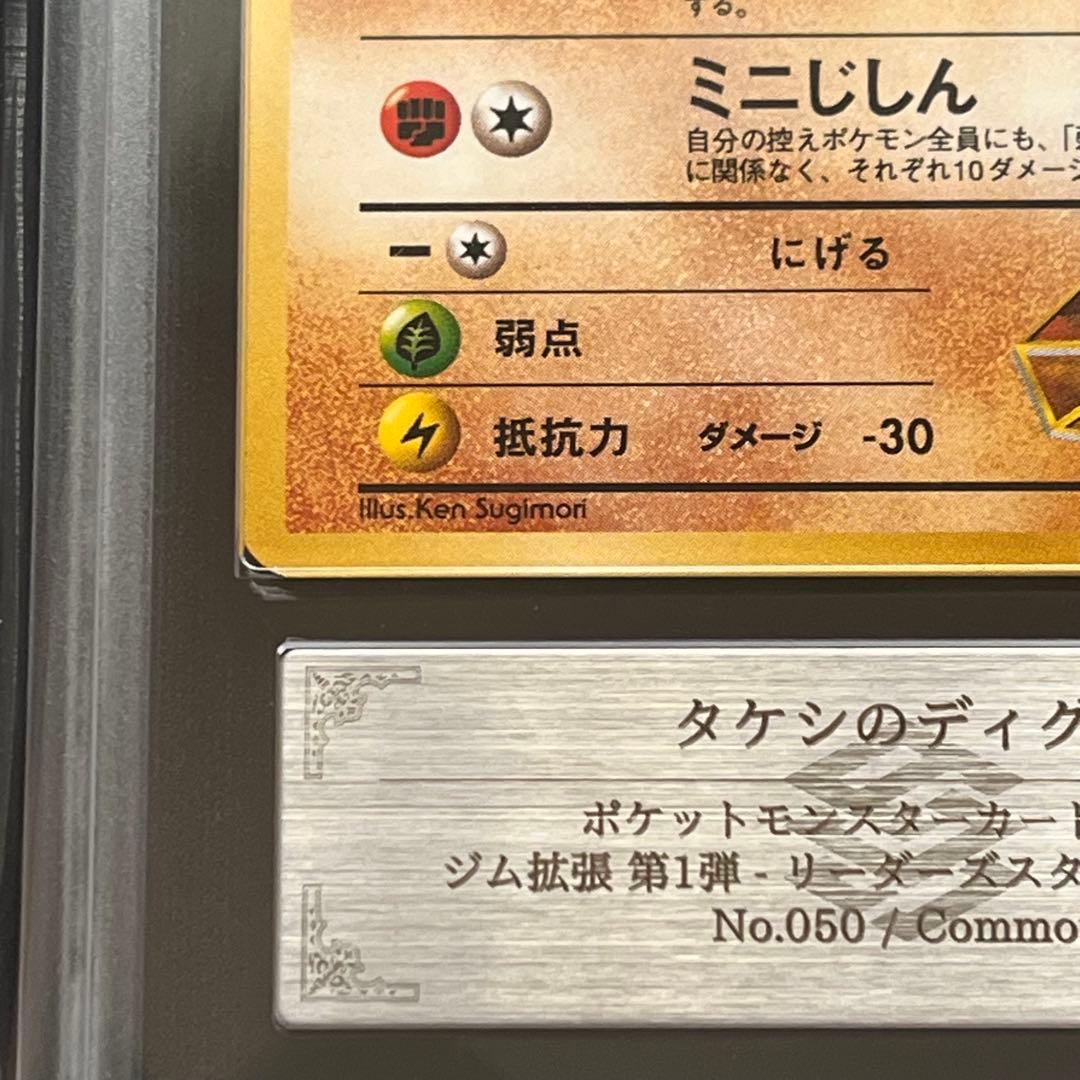 する。
ミニじしん
自分の控えポケモン全員にも、「
に関係なく、それぞれ10ダメージ
にげる
弱点
抵抗力 ダメージ -30
Illus.Ken Sugimori
タケシのディグ
ポケットモンスターカード
ジム拡張 第1弾 - リーダーズスタ
No.050 / Commo